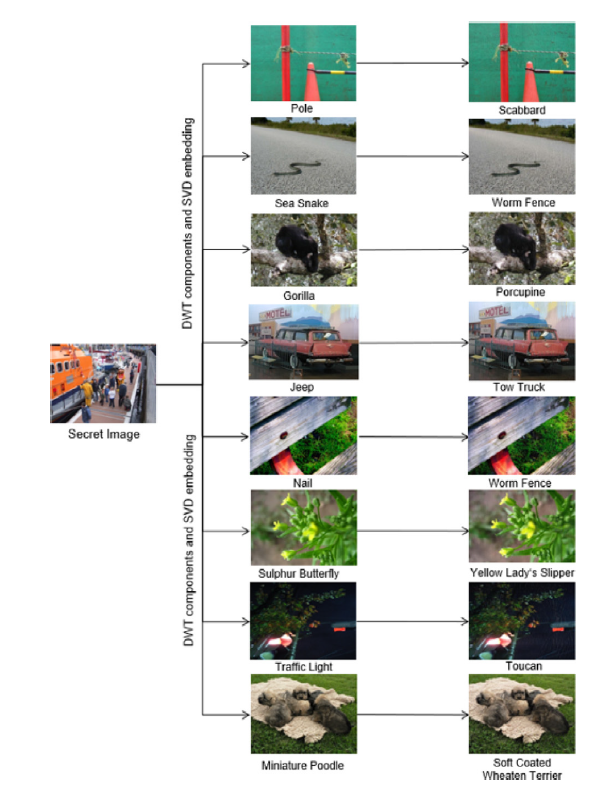 Pole
Scabbard
DWT components and SVD embedding
Sea Snake
Worm Fence
Gorilla
Porcupine
MOTEL
MOTEL
Jeep
Tow Truck
Secret Image
Nail
Worm Fence
DWT components and SVD embedding
Sulphur Butterfly
Yellow Lady's Slipper
Traffic Light
Toucan
Miniature Poodle
Soft Coated
Wheaten Terrier